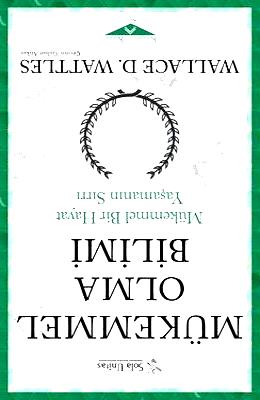 Sola Unitas
MÜKEMMEL
OLMA
BİLİMİ
Mükemmel Bir Hayat
Yaşamanın Sırrı
WALLACE D. WATTLES